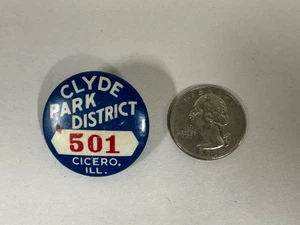 CLYDE
PARK
DISTRICT
501
CICERO,
ILL.